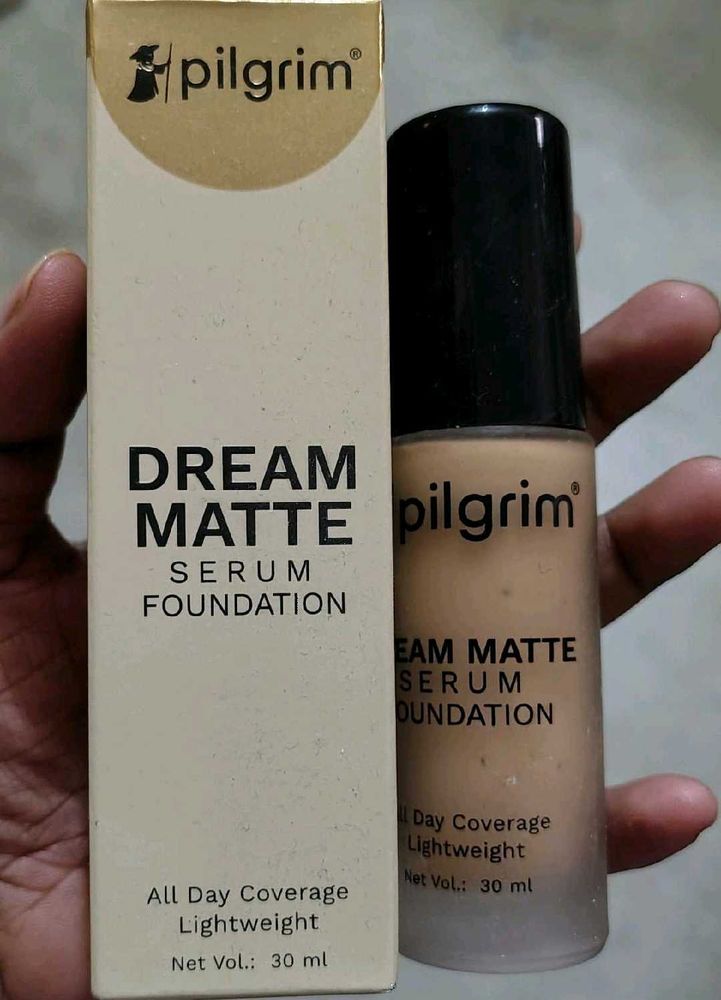 pilgrim®
DREAM
MATTE
SERUM
FOUNDATION
All Day Coverage
Lightweight
Net Vol.: 30 ml
pilgrim®
EAM MATTE
SERUM
OUNDATION
ll Day Coverage
Lightweight
Net Vol.: 30 ml